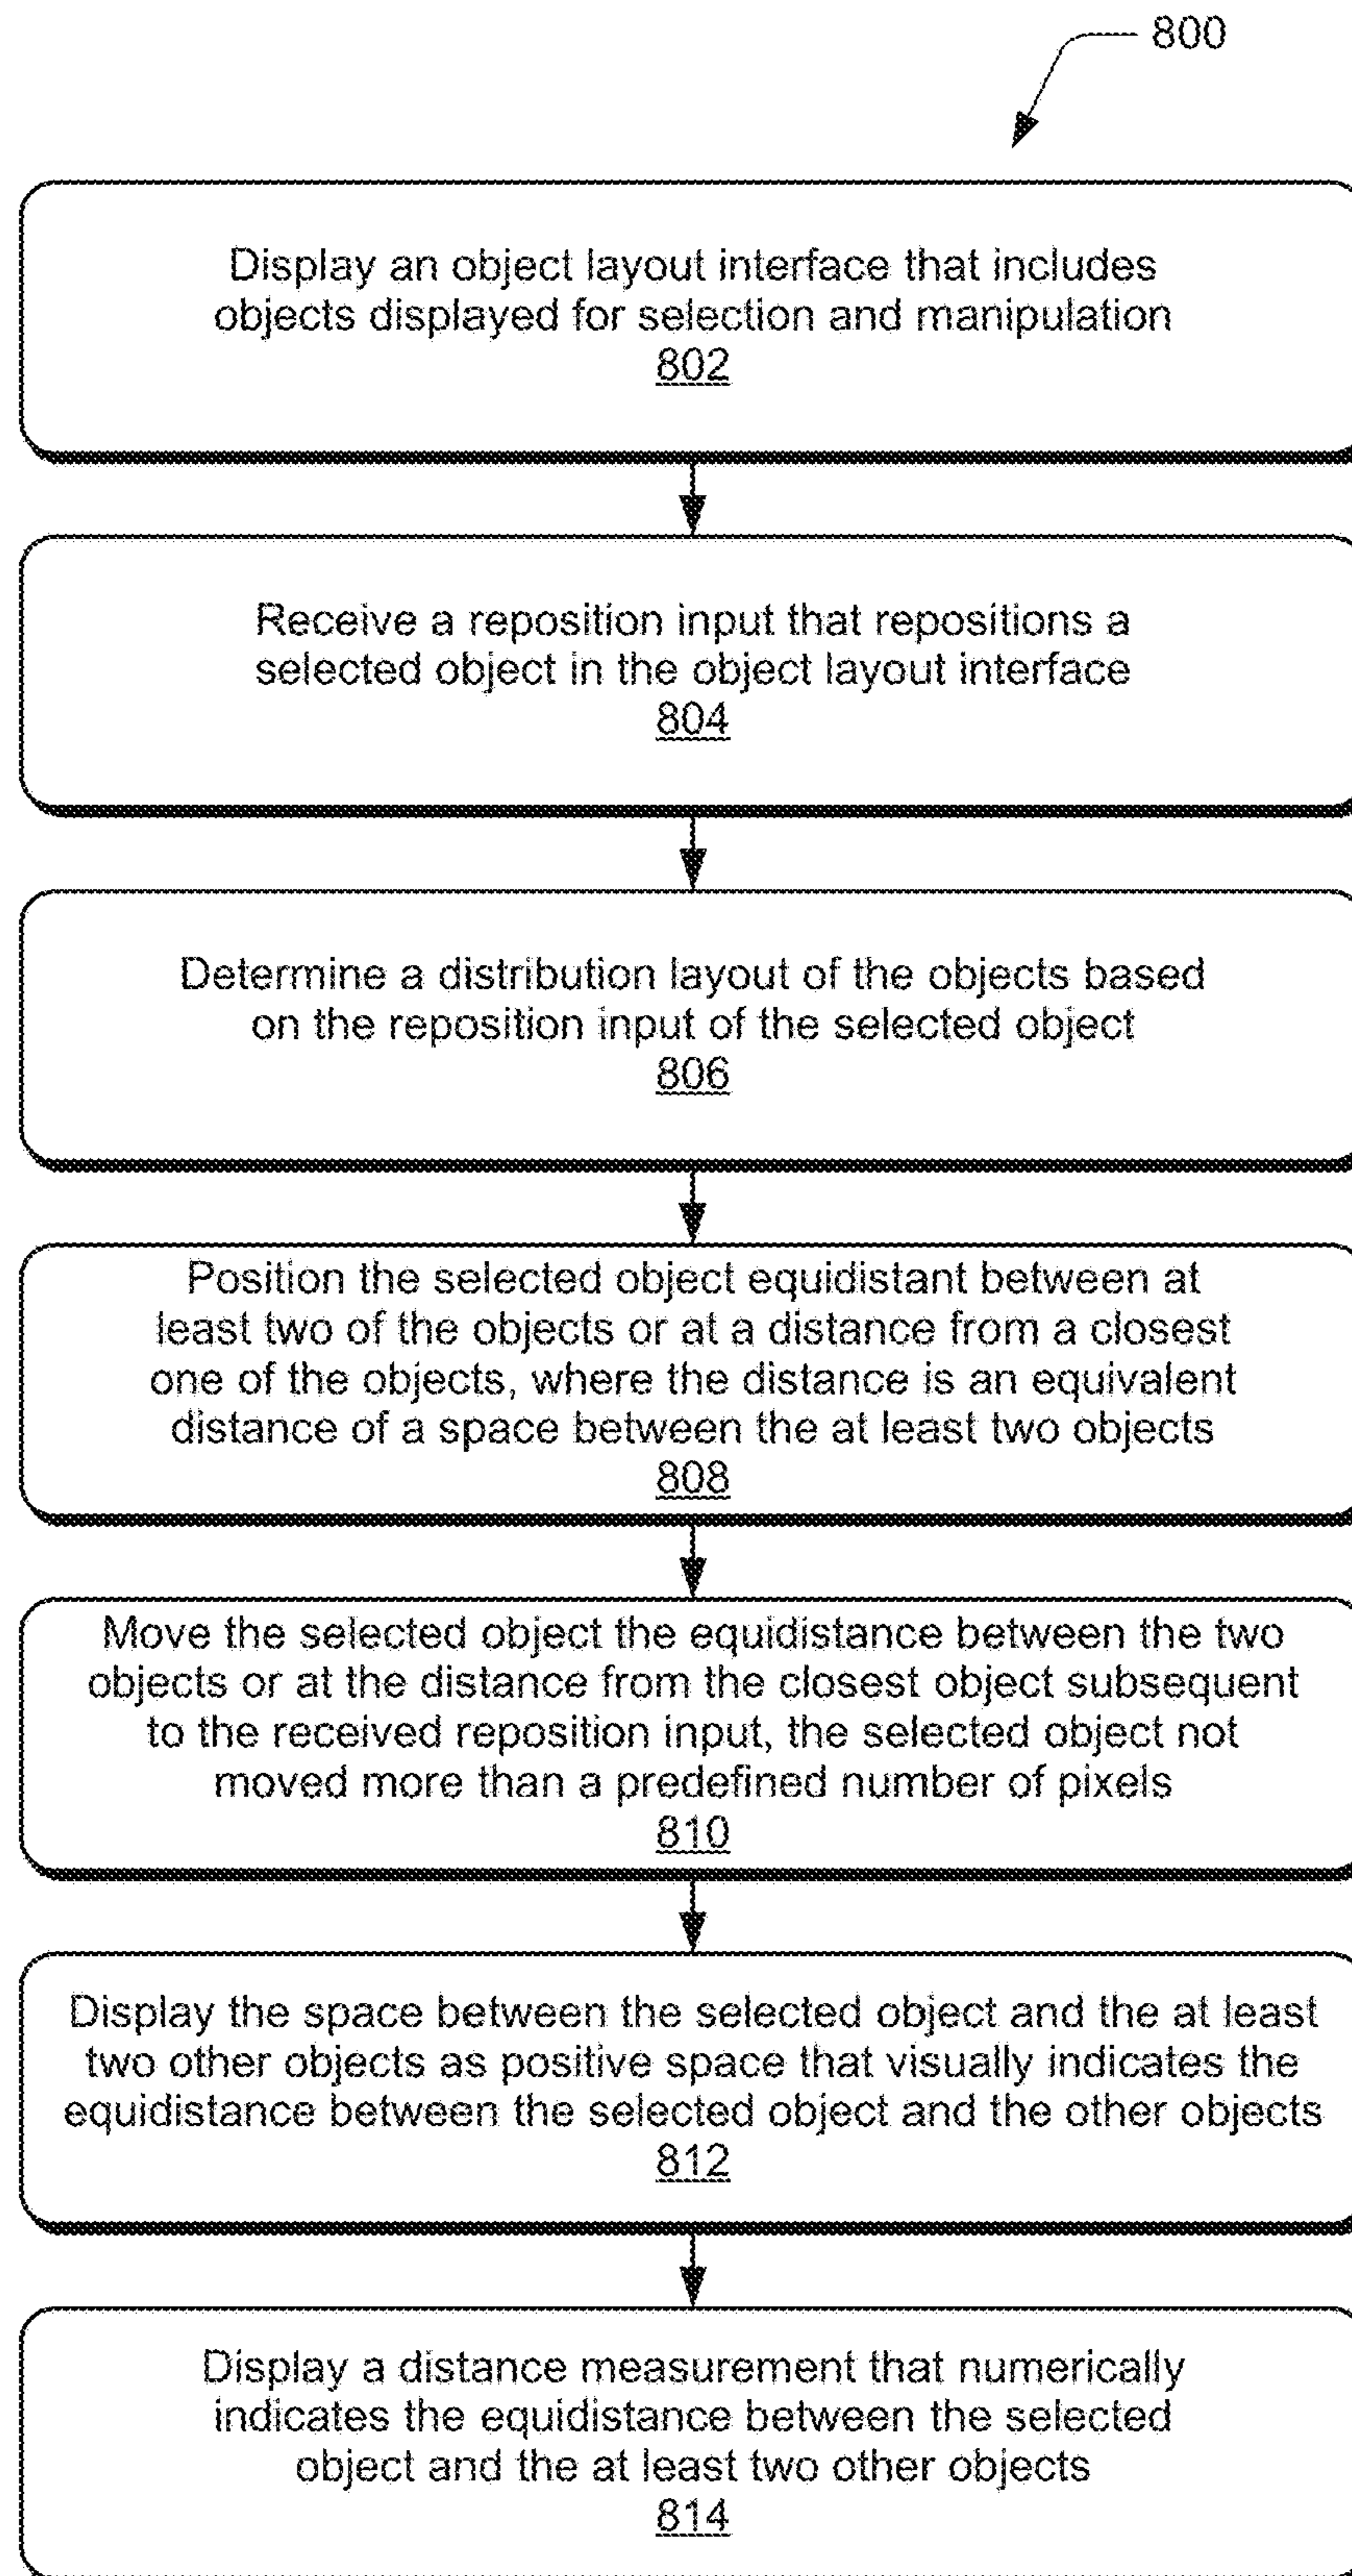 800
Display an object layout interface that includes
objects displayed for selection and manipulation
802
Receive a reposition input that repositions a
selected object in the object layout interface
804
Determine a distribution layout of the objects based
on the reposition input of the selected object
806
Position the selected object equidistant between at
least two of the objects or at a distance from a closest
one of the objects, where the distance is an equivalent
distance of a space between the at least two objects
808
Move the selected object the equidistance between the two
objects or at the distance from the closest object subsequent
to the received reposition input, the selected object not
moved more than a predefined number of pixels
810
Display the space between the selected object and the at least
two other objects as positive space that visually indicates the
equidistance between the selected object and the other objects
812
Display a distance measurement that numerically
indicates the equidistance between the selected
object and the at least two other objects
814